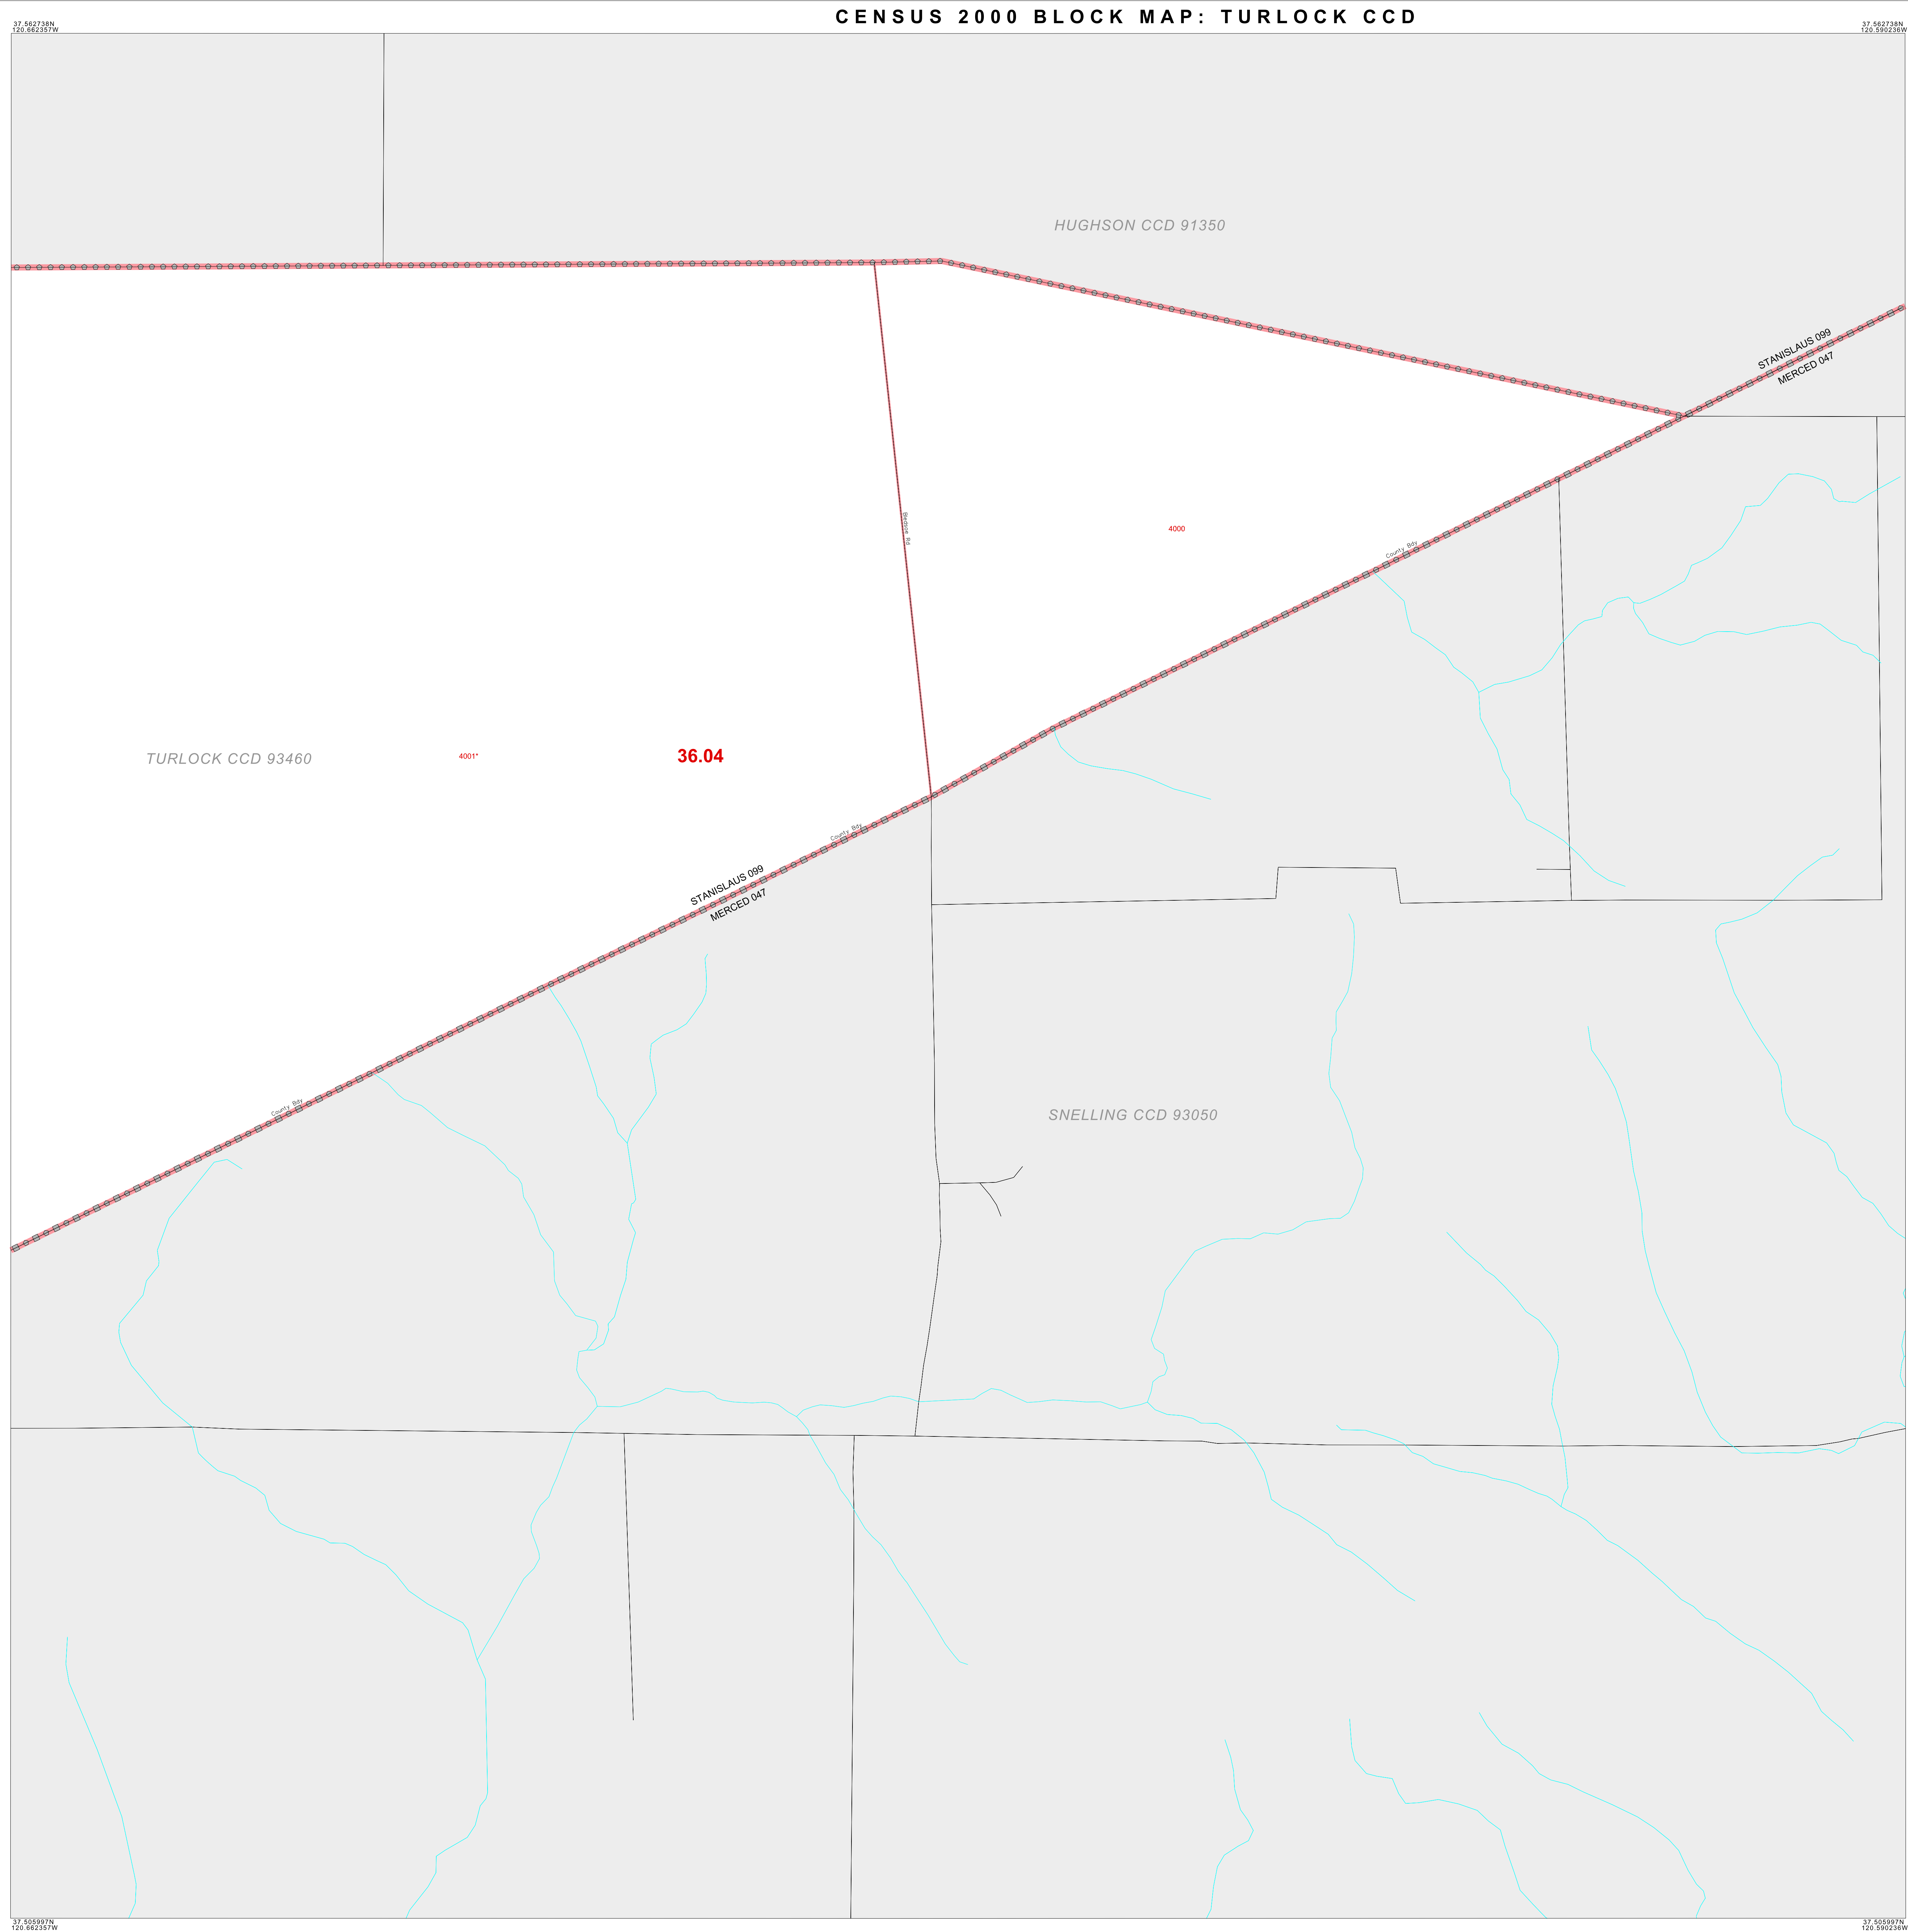 CENSUS 2000 BLOCK MAP: TURLOCK CCD
37.562738N
120.662357W
37.562738N
120.590236W
HUGHSON CCD 91350
STANISLAUS 099
MERCED 047
Bledsoe Rd
4000
County Bdy
TURLOCK CCD 93460
4001*
36.04
County Bdy
STANISLAUS 099
MERCED 047
County Bdy
SNELLING CCD 93050
37.505997N
120.662357W
37.505997N
120.590236W